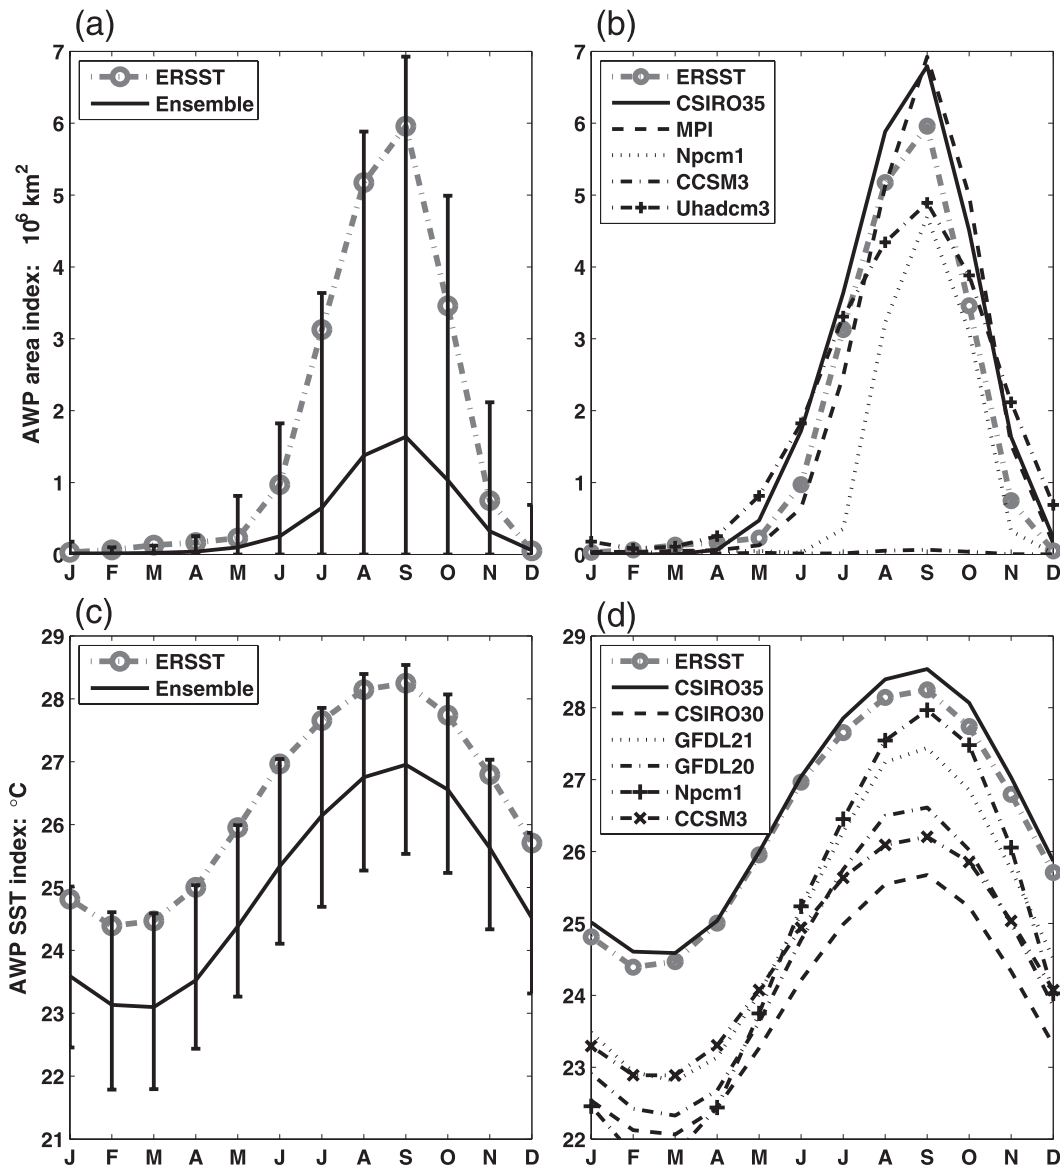 (a)
AWP area index: 10^6 km^2
7
6
5
4
3
2
1
0
ERSST
Ensemble
J F M A M J J A S O N D
(b)
7
6
5
4
3
2
1
0
ERSST
CSIRO35
MPI
Npcm1
CCSM3
Uhadcm3
J F M A M J J A S O N D
(c)
AWP SST index: °C
29
28
27
26
25
24
23
22
21
ERSST
Ensemble
J F M A M J J A S O N D
(d)
29
28
27
26
25
24
23
22
ERSST
CSIRO35
CSIRO30
GFDL21
GFDL20
Npcm1
CCSM3
J F M A M J J A S O N D